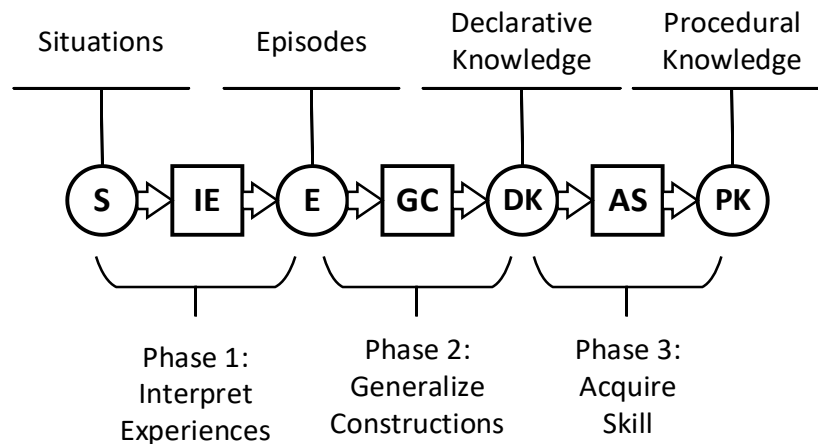 Situations
Episodes
Declarative
Knowledge
Procedural
Knowledge
S
IE
E
GC
DK
AS
PK
Phase 1:
Interpret
Experiences
Phase 2:
Generalize
Constructions
Phase 3:
Acquire
Skill